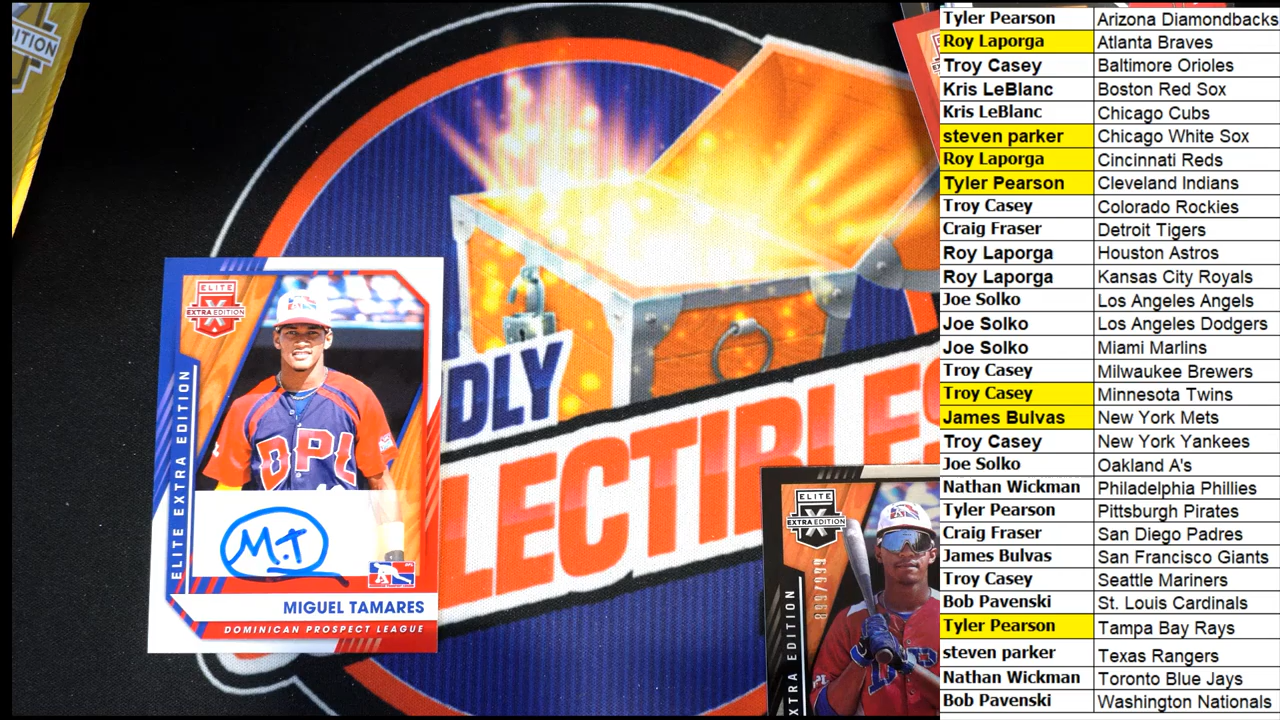 EDITION
ELITE
EXTRA EDITION
ELITE EXTRA EDITION
DPL
M.T
MIGUEL TAMARES
DOMINICAN PROSPECT LEAGUE
DLY
LECTIBLES
ELITE
EXTRA EDITION
XTRA EDITION
Tyler Pearson Arizona Diamondbacks
Roy Laporga Atlanta Braves
Troy Casey Baltimore Orioles
Kris LeBlanc Boston Red Sox
Kris LeBlanc Chicago Cubs
steven parker Chicago White Sox
Roy Laporga Cincinnati Reds
Tyler Pearson Cleveland Indians
Troy Casey Colorado Rockies
Craig Fraser Detroit Tigers
Roy Laporga Houston Astros
Roy Laporga Kansas City Royals
Joe Solko Los Angeles Angels
Joe Solko Los Angeles Dodgers
Joe Solko Miami Marlins
Troy Casey Milwaukee Brewers
Troy Casey Minnesota Twins
James Bulvas New York Mets
Troy Casey New York Yankees
Joe Solko Oakland A's
Nathan Wickman Philadelphia Phillies
Tyler Pearson Pittsburgh Pirates
Craig Fraser San Diego Padres
James Bulvas San Francisco Giants
Troy Casey Seattle Mariners
Bob Pavenski St. Louis Cardinals
Tyler Pearson Tampa Bay Rays
steven parker Texas Rangers
Nathan Wickman Toronto Blue Jays
Bob Pavenski Washington Nationals